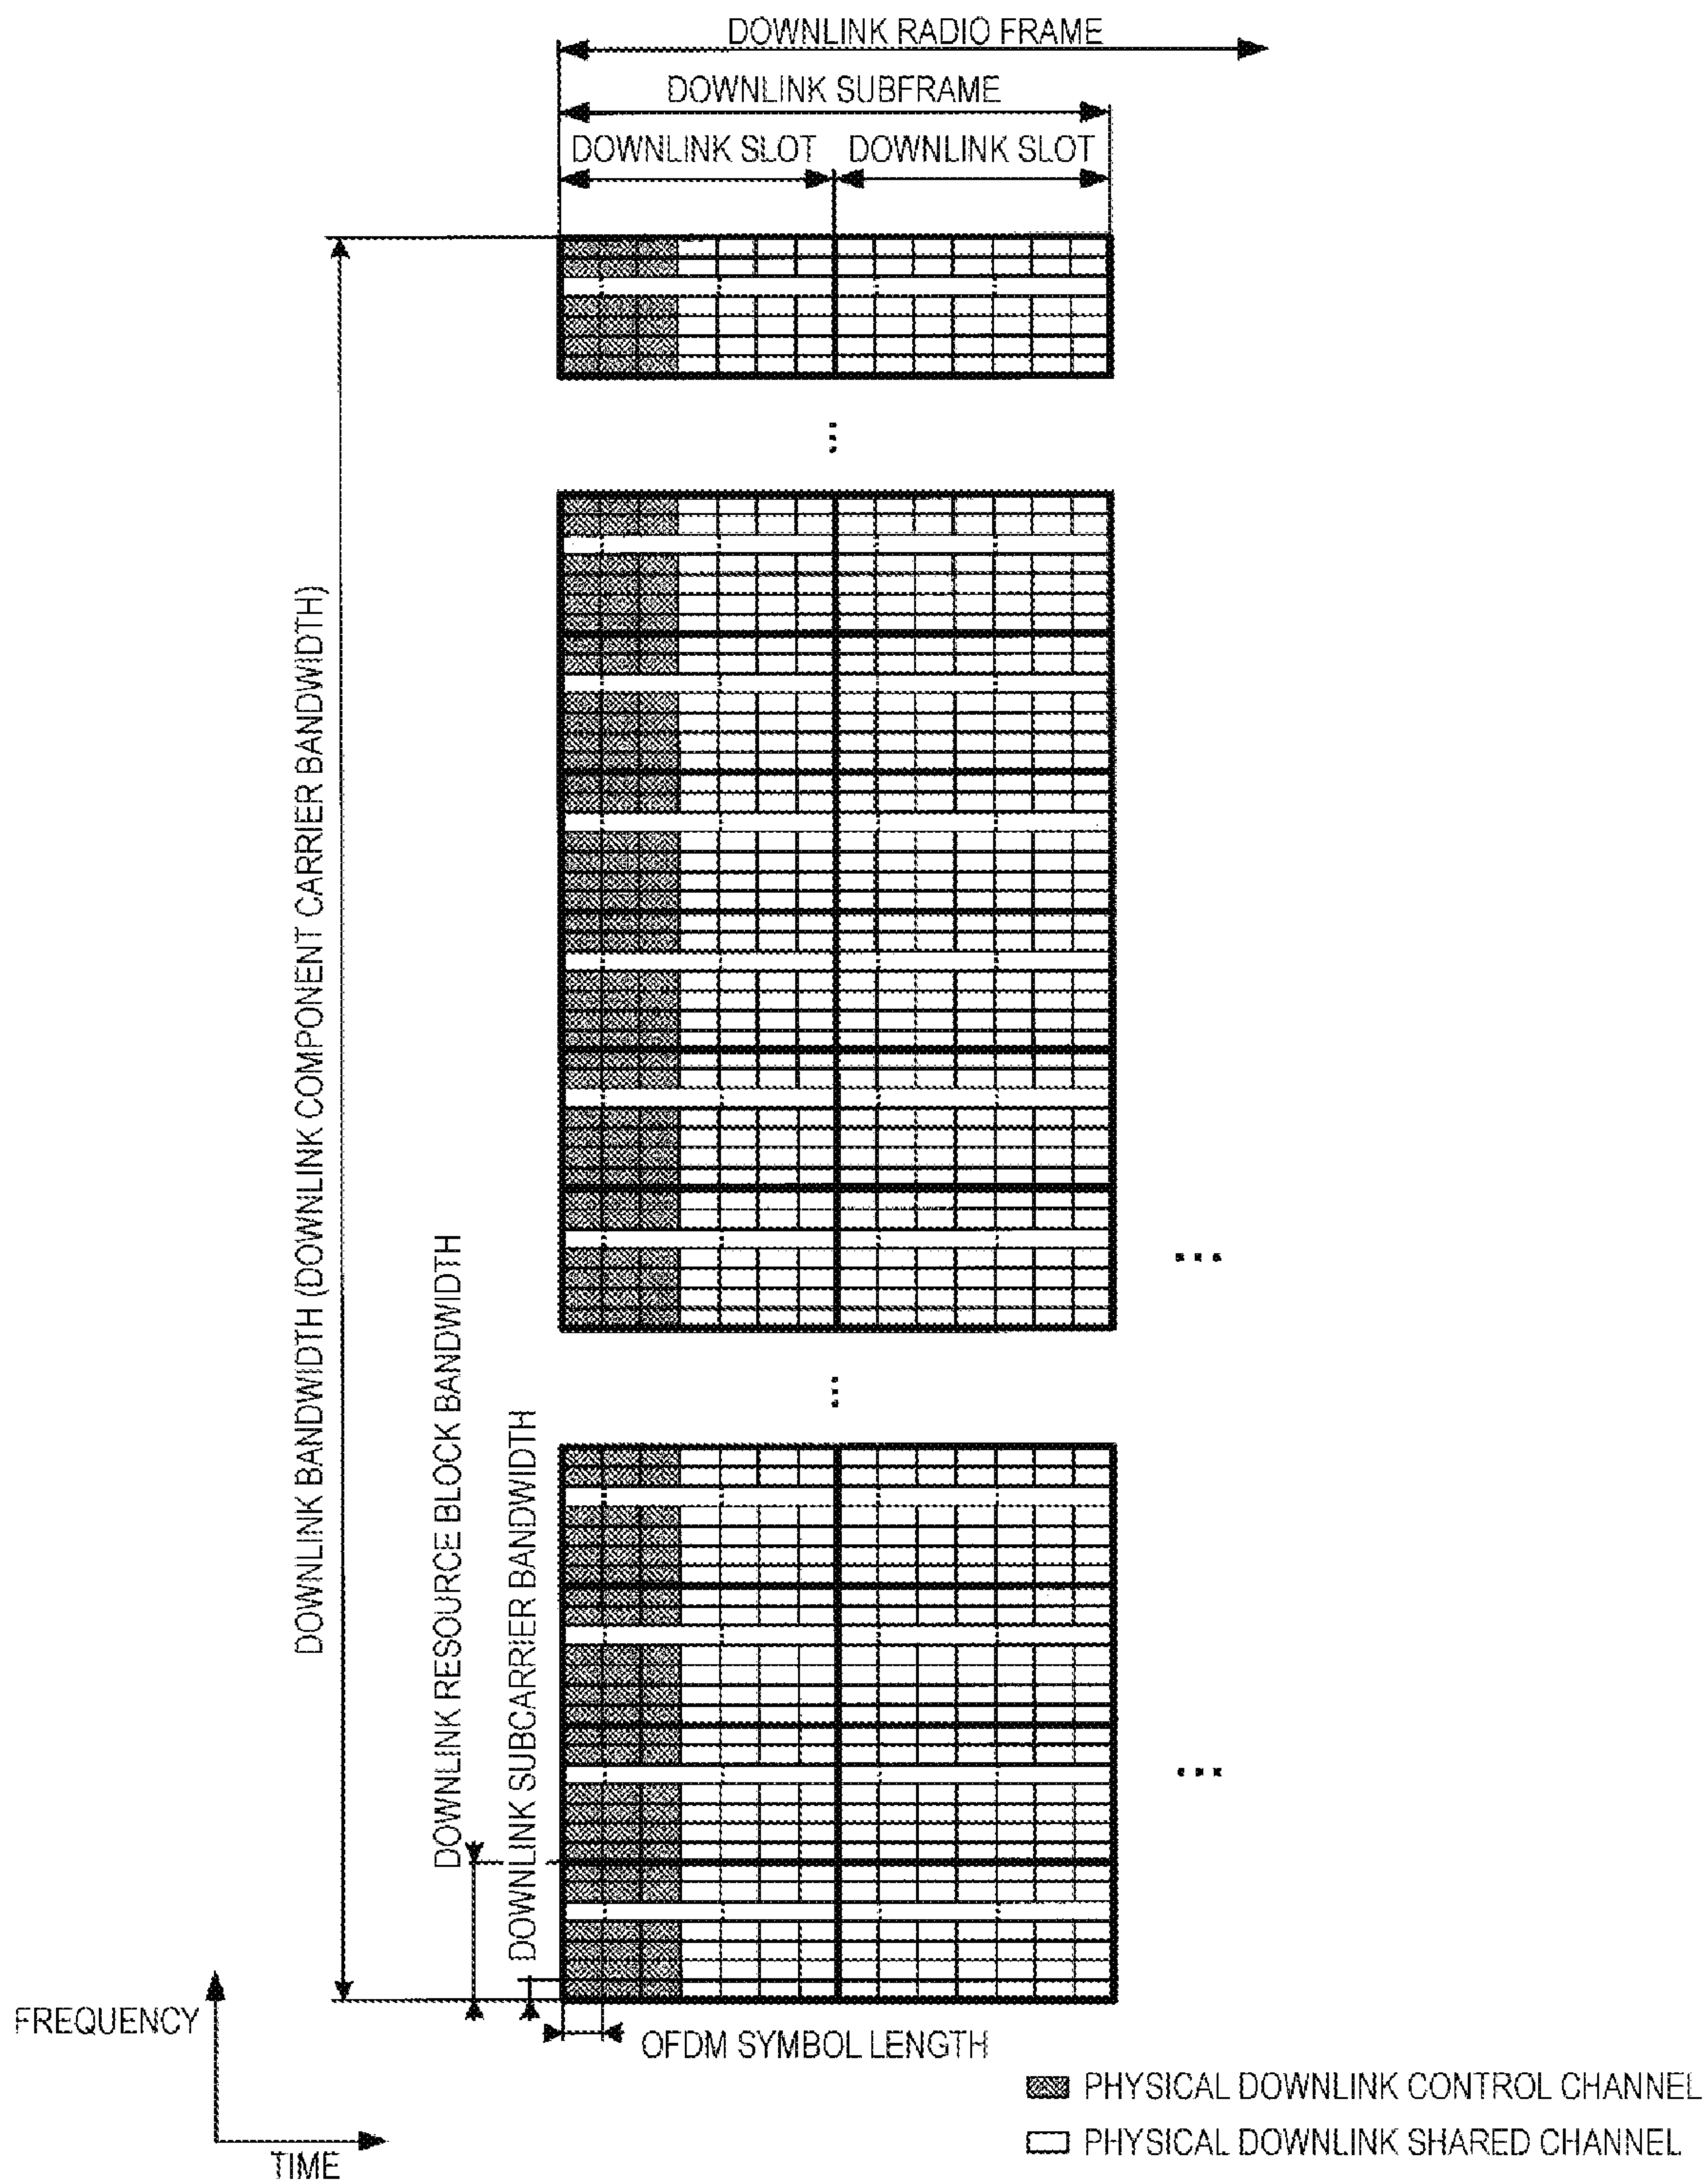 DOWNLINK RADIO FRAME
DOWNLINK SUBFRAME
DOWNLINK SLOT DOWNLINK SLOT
DOWNLINK BANDWIDTH (DOWNLINK COMPONENT CARRIER BANDWIDTH)
DOWNLINK RESOURCE BLOCK BANDWIDTH
DOWNLINK SUBCARRIER BANDWIDTH
FREQUENCY
TIME
OFDM SYMBOL LENGTH
PHYSICAL DOWNLINK CONTROL CHANNEL
PHYSICAL DOWNLINK SHARED CHANNEL